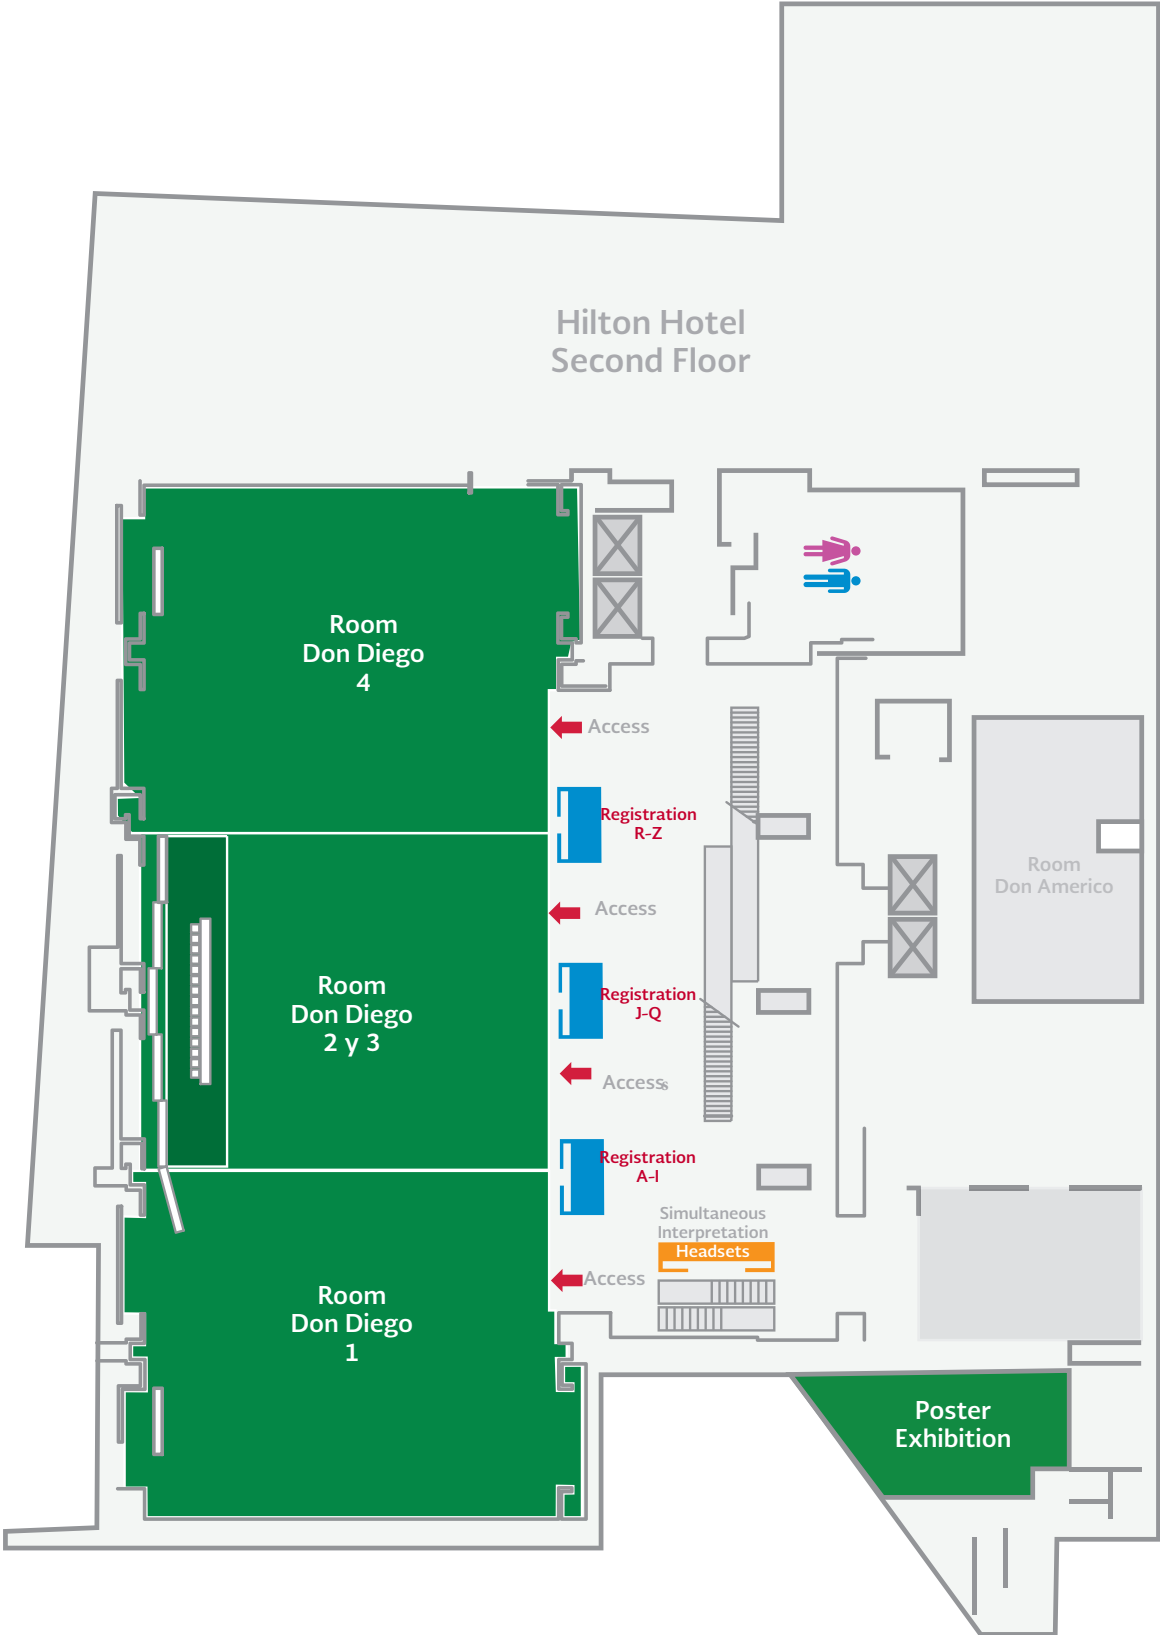 Hilton Hotel
Second Floor
Room
Don Diego
4
Access
Registration
R-Z
Room
Don Americo
Access
Room
Don Diego
2 y 3
Registration
J-Q
Access
Registration
A-I
Simultaneous
Interpretation
Headsets
Access
Room
Don Diego
1
Poster
Exhibition